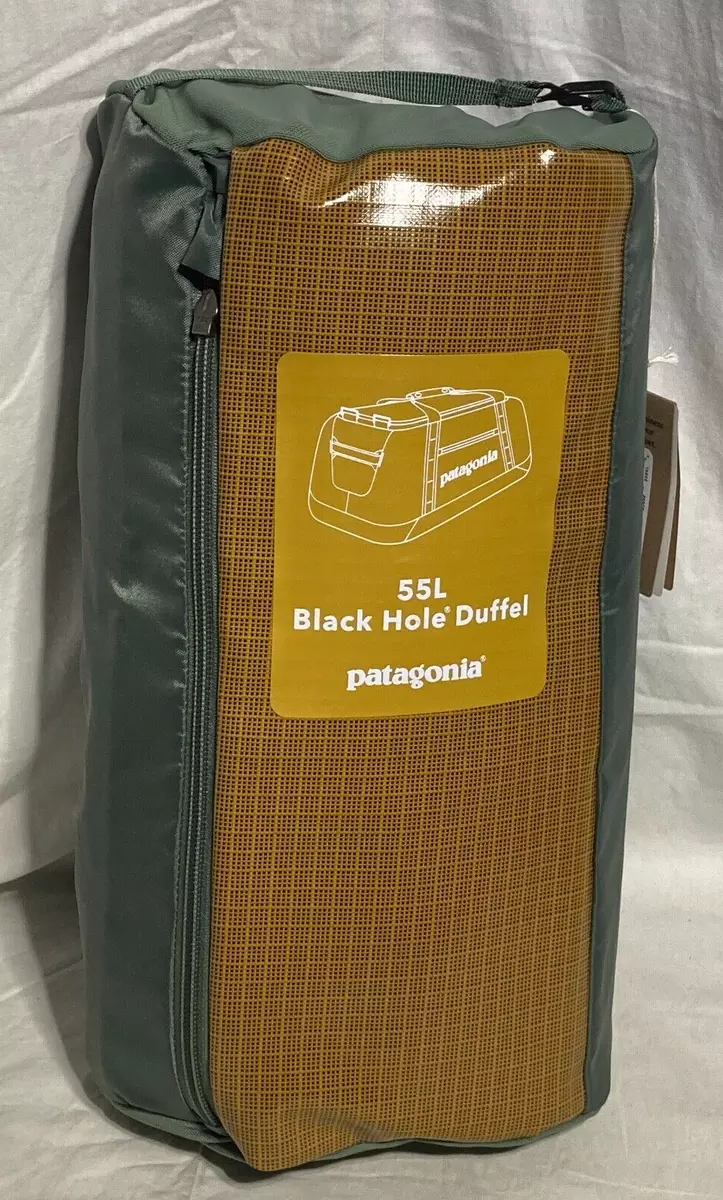 patagonia
55L
Black Hole® Duffel
patagonia®